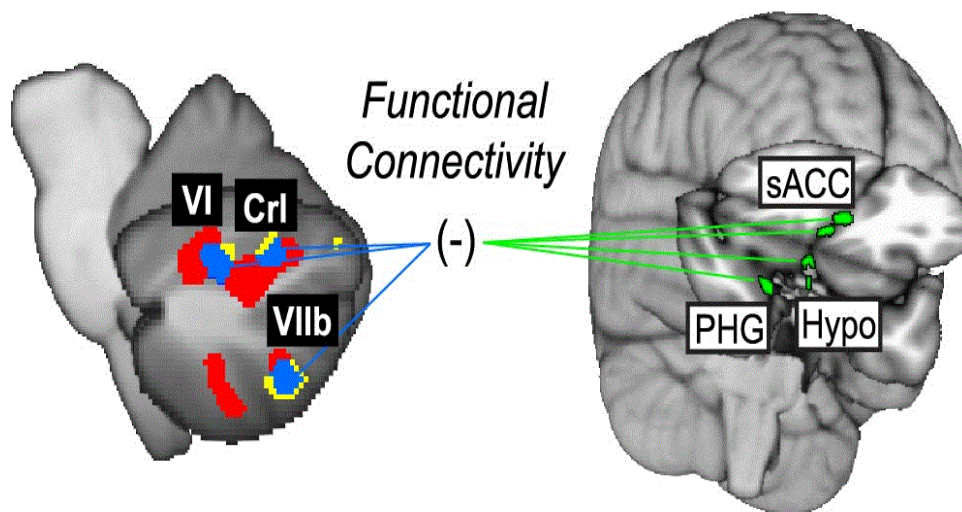 Functional
Connectivity
VI
CrI
VIIb
(-)
sACC
PHG
Hypo